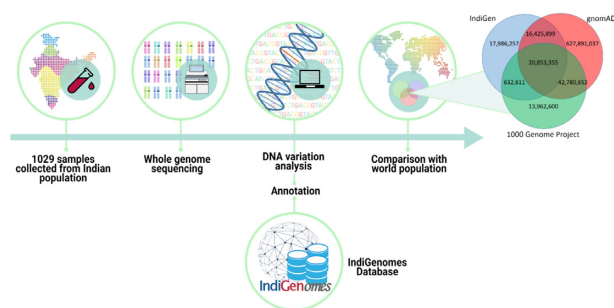 IndiGen
gnomAD
16,425,899
17,986,257
627,891,037
20,853,355
632,611
42,780,652
13,962,600
1000 Genome Project
1029 samples
collected from Indian
population
Whole genome
sequencing
DNA variation
analysis
Comparison with
world population
Annotation
IndiGenomes
IndiGenomes
Database